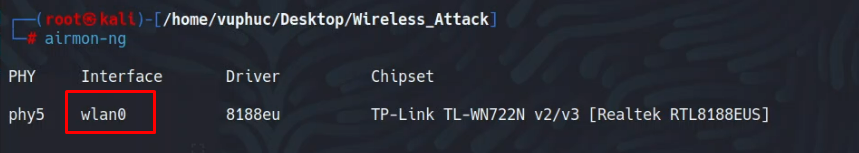 (root㉿kali)-[/home/vuphuc/Desktop/Wireless_Attack]
# airmon-ng
PHY Interface Driver Chipset
phy5 wlan0 8188eu TP-Link TL-WN722N v2/v3 [Realtek RTL8188EUS]